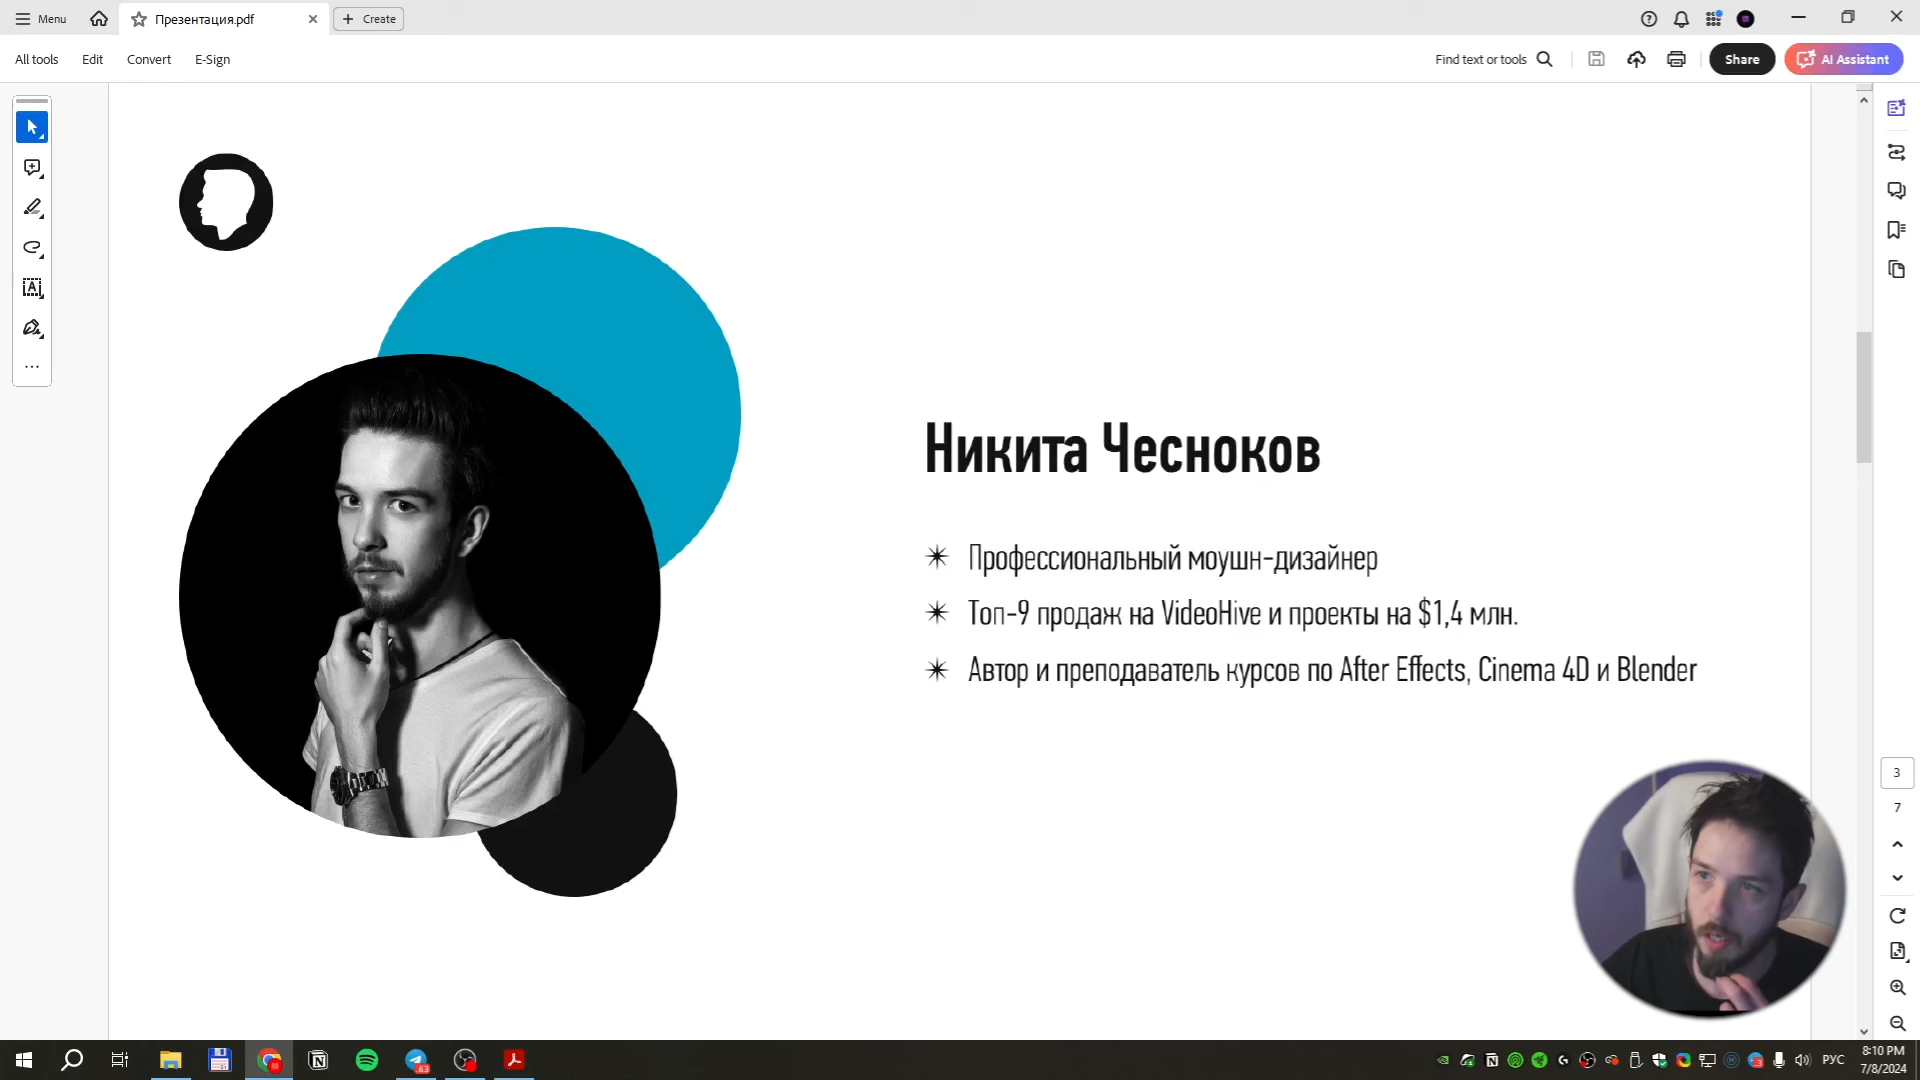 Menu
Презентация.pdf
Create
All tools
Edit
Convert
E-Sign
Find text or tools
Share
AI Assistant
Никита Чесноков
Профессиональный моушн-дизайнер
Топ-9 продаж на VideoHive и проекты на $1,4 млн.
Автор и преподаватель курсов по After Effects, Cinema 4D и Blender
3
7
РУС
8:10 PM
7/8/2024